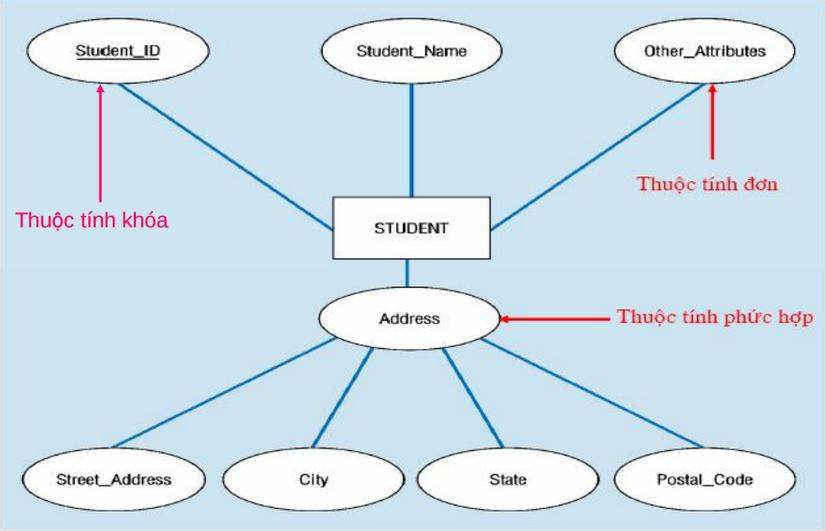 Student_ID
Student_Name
Other_Attributes
Thuộc tính đơn
Thuộc tính khóa
STUDENT
Address
Thuộc tính phức hợp
Street_Address
City
State
Postal_Code